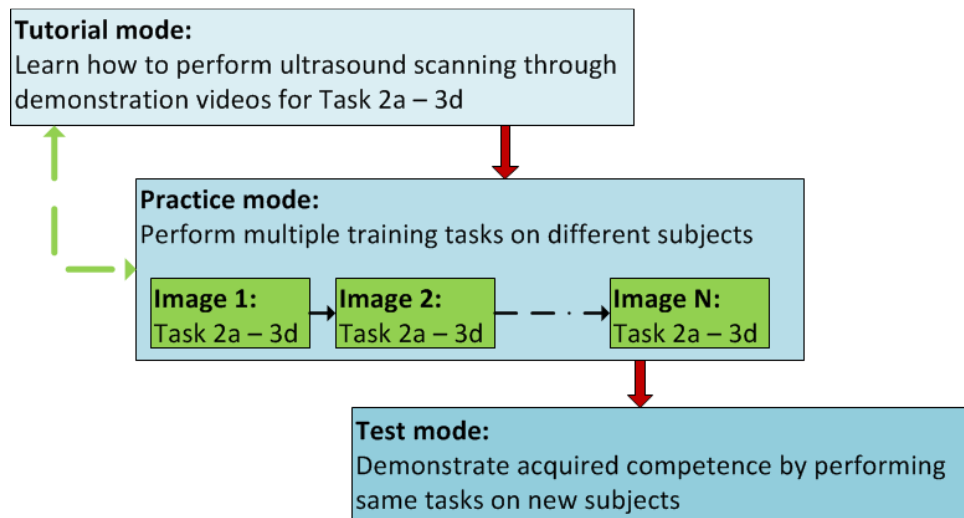 Tutorial mode:
Learn how to perform ultrasound scanning through
demonstration videos for Task 2a – 3d
Practice mode:
Perform multiple training tasks on different subjects
Image 1:
Task 2a – 3d
Image 2:
Task 2a – 3d
Image N:
Task 2a – 3d
Test mode:
Demonstrate acquired competence by performing
same tasks on new subjects